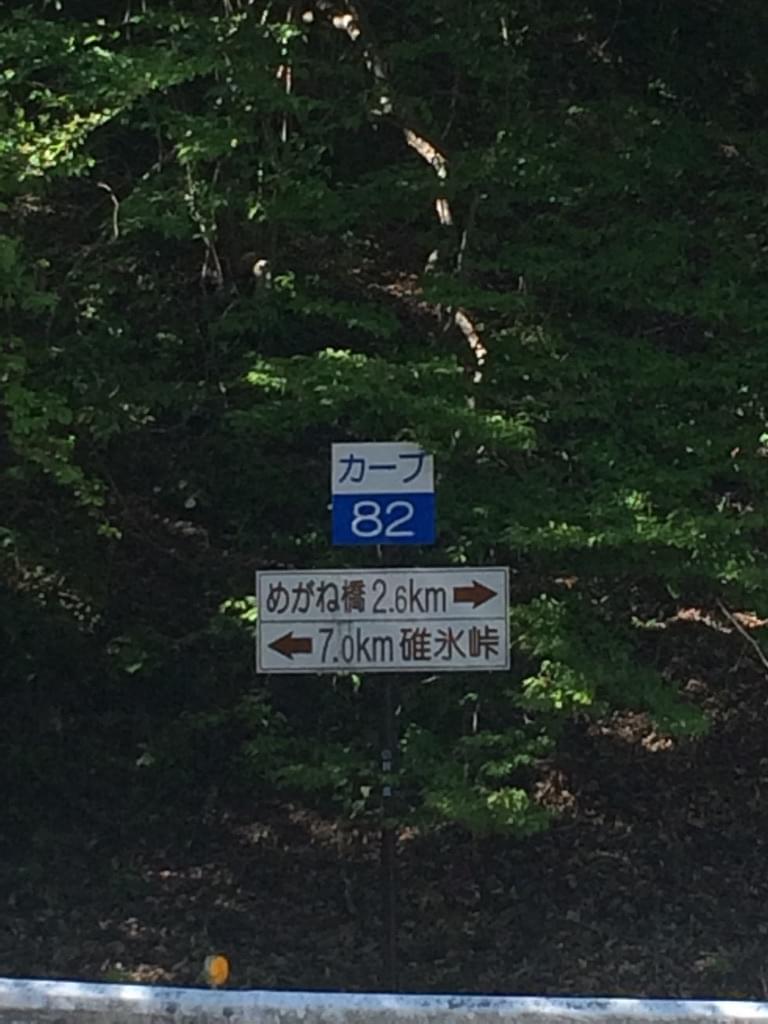 カーブ
82
めがね橋 2.6km →
← 7.0km 碓氷峠